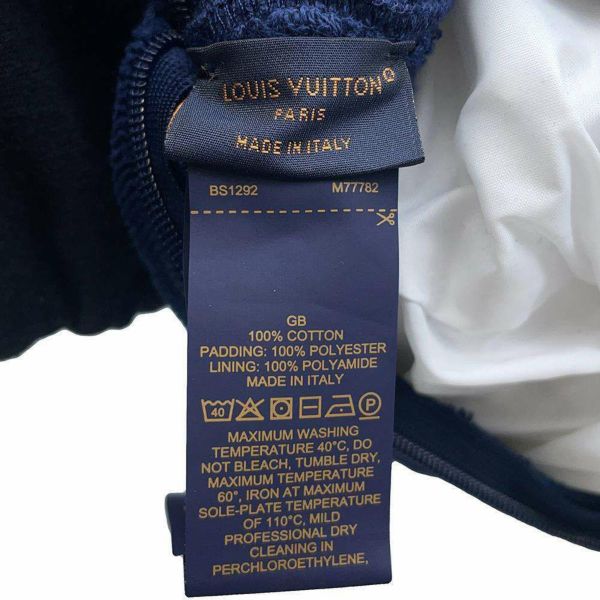 LOUIS VUITTON
PARIS
MADE IN ITALY
BS1292 M77782
GB
100% COTTON
PADDING: 100% POLYESTER
LINING: 100% POLYAMIDE
MADE IN ITALY
40 P
MAXIMUM WASHING
TEMPERATURE 40°C, DO
NOT BLEACH, TUMBLE DRY,
MAXIMUM TEMPERATURE
60°, IRON AT MAXIMUM
SOLE-PLATE TEMPERATURE
OF 110°C, MILD
PROFESSIONAL DRY
CLEANING IN
PERCHLOROETHYLENE,